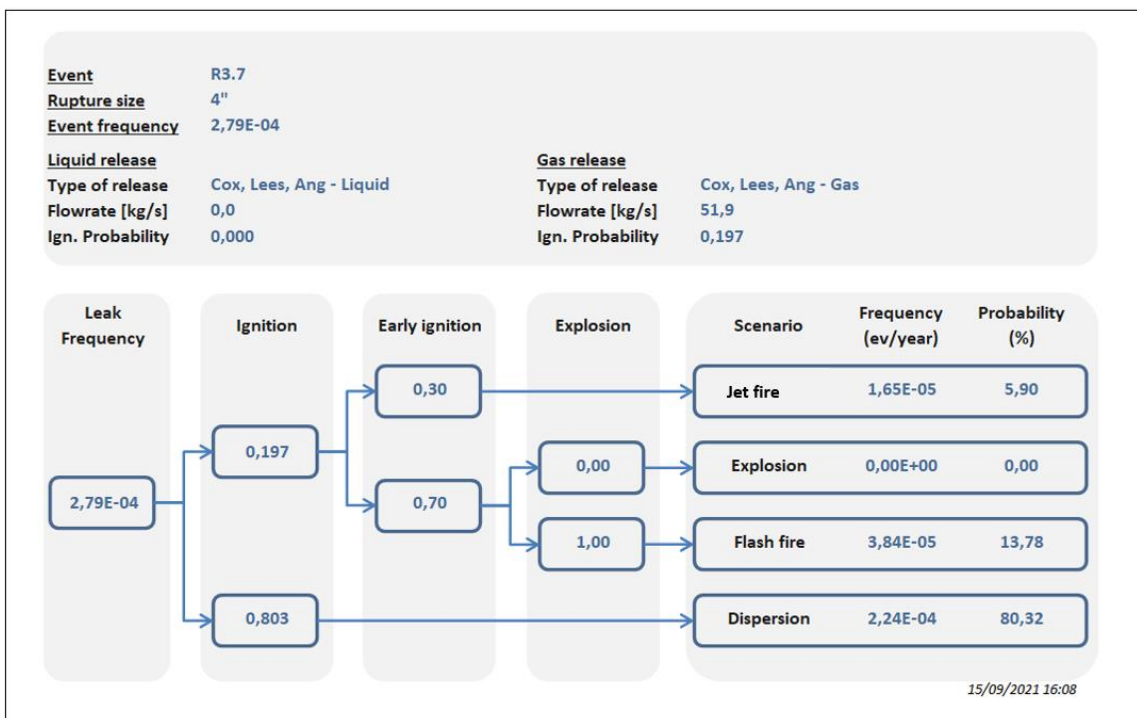 Event R3.7
Rupture size 4"
Event frequency 2,79E-04
Liquid release Gas release
Type of release Cox, Lees, Ang - Liquid Type of release Cox, Lees, Ang - Gas
Flowrate [kg/s] 0,0 Flowrate [kg/s] 51,9
Ign. Probability 0,000 Ign. Probability 0,197
Leak Frequency
Ignition
Early ignition
Explosion
Scenario
Frequency (ev/year)
Probability (%)
0,30
Jet fire 1,65E-05 5,90
0,197
0,00
Explosion 0,00E+00 0,00
2,79E-04
0,70
1,00
Flash fire 3,84E-05 13,78
0,803
Dispersion 2,24E-04 80,32
15/09/2021 16:08